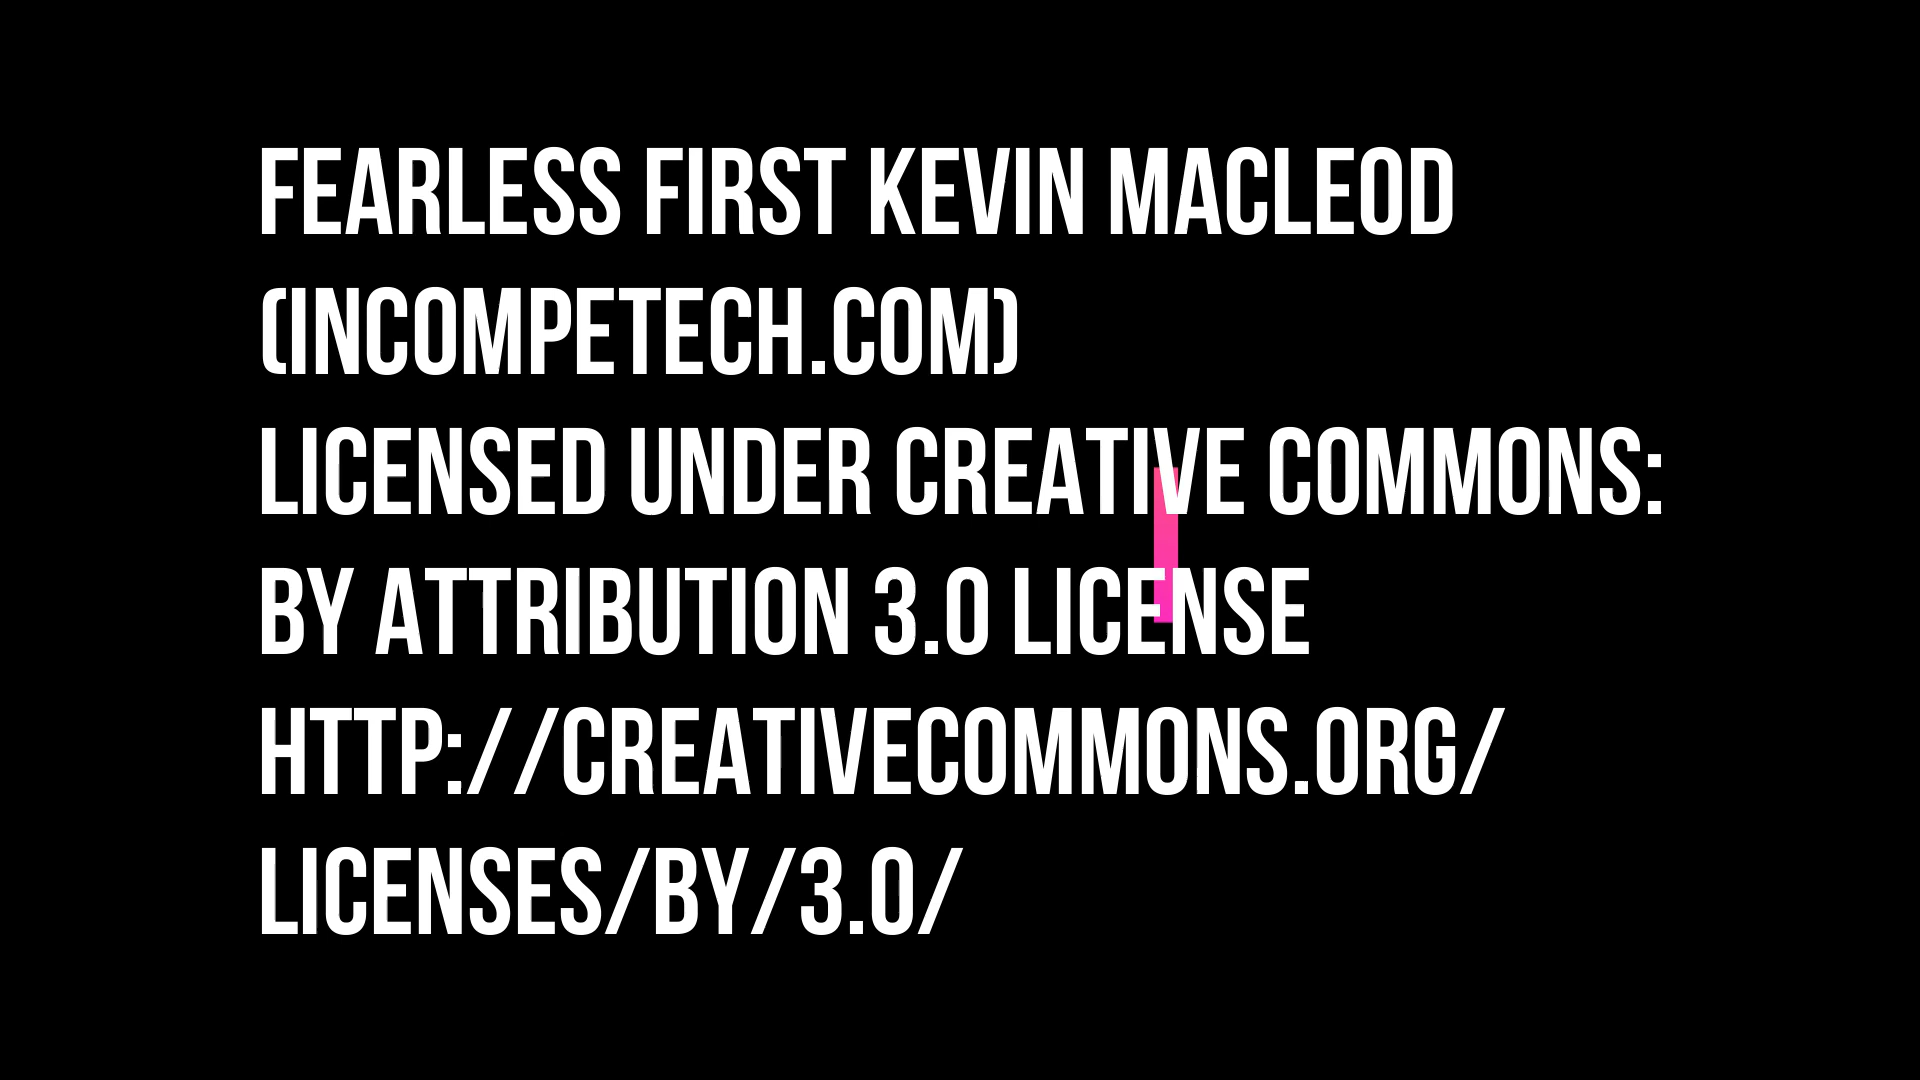 FEARLESS FIRST KEVIN MACLEOD
(INCOMPETECH.COM)
LICENSED UNDER CREATIVE COMMONS:
BY ATTRIBUTION 3.0 LICENSE
HTTP://CREATIVECOMMONS.ORG/
LICENSES/BY/3.0/